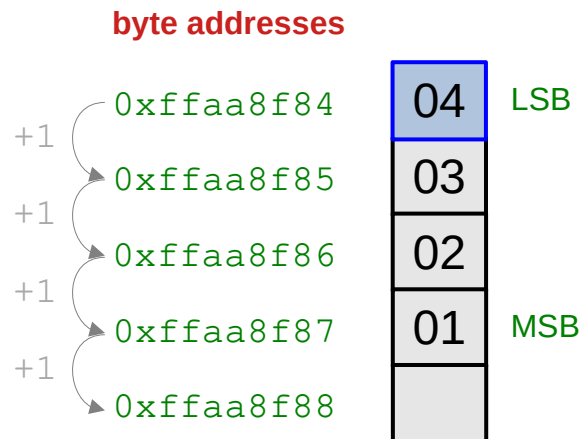 byte addresses
0xffaa8f84 04 LSB
+1
0xffaa8f85 03
+1
0xffaa8f86 02
+1
0xffaa8f87 01 MSB
+1
0xffaa8f88